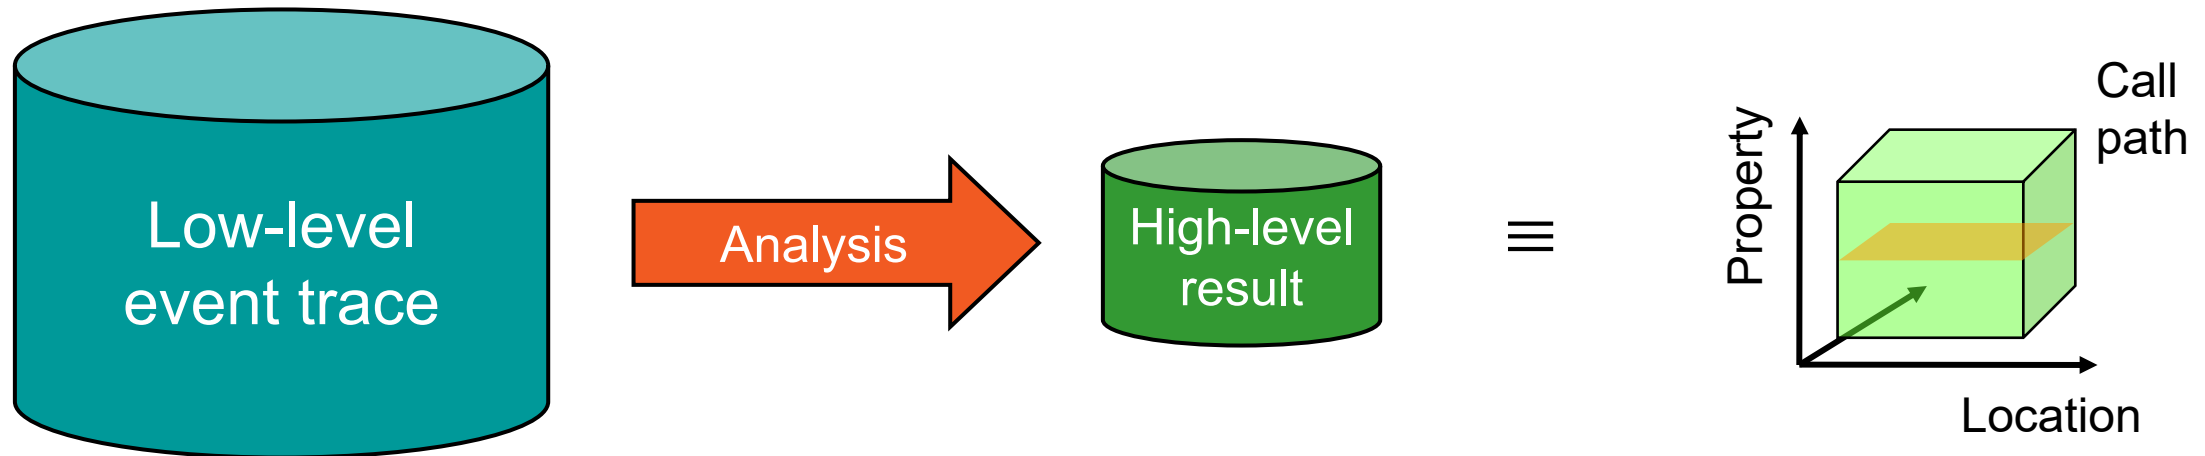 Low-level
event trace
Analysis
High-level
result
≡
Property
Call
path
Location